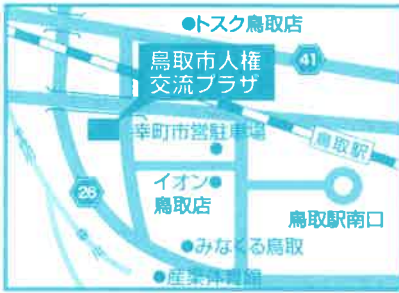 トスク鳥取店
41
鳥取市人権
交流プラザ
鳥取駅
幸町市営駐車場
イオン
鳥取店
26
鳥取駅南口
みなくる鳥取
産業体育館